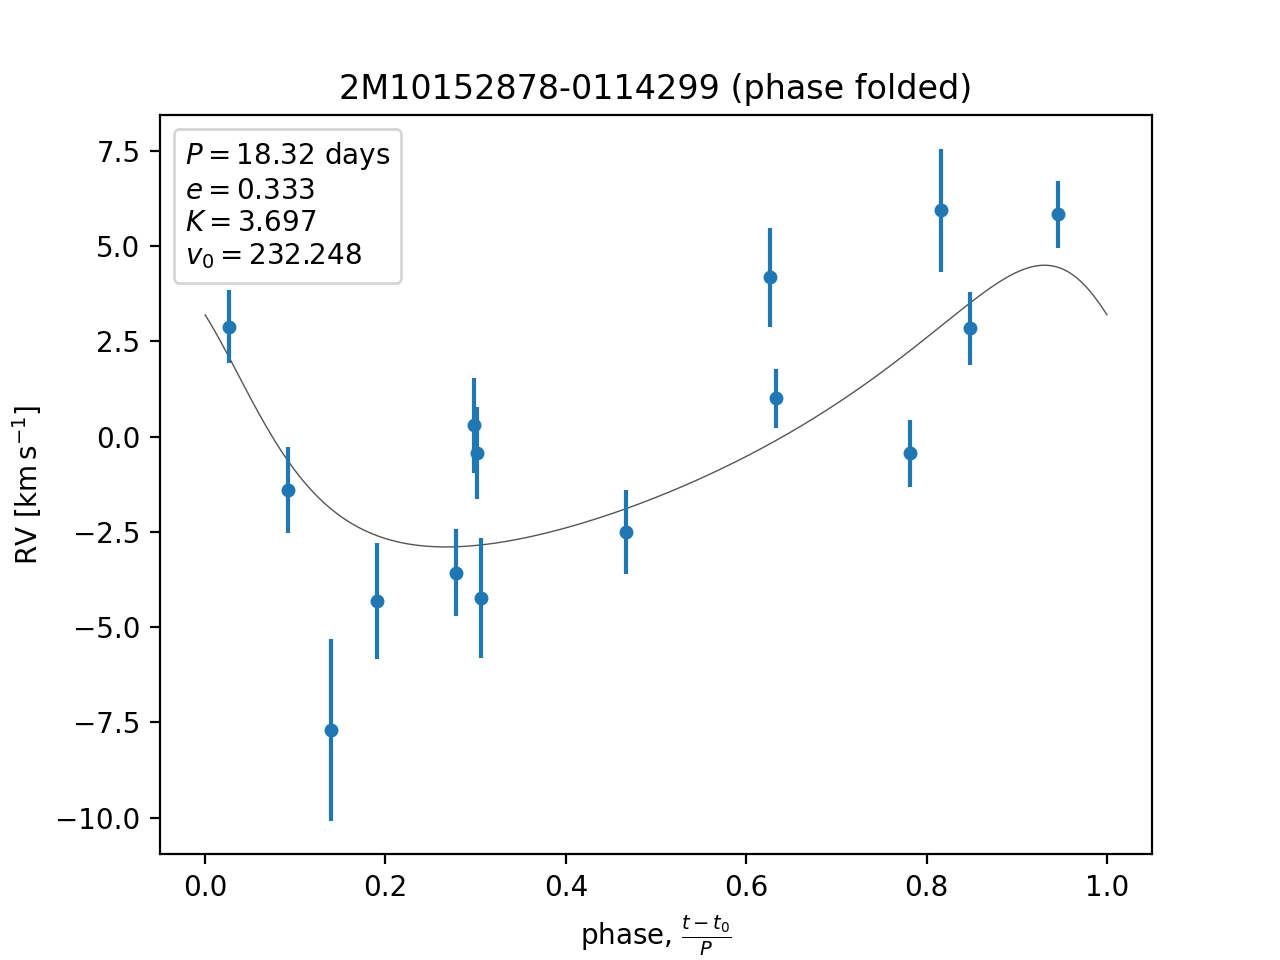 2M10152878-0114299 (phase folded)
P = 18.32 days
e = 0.333
K = 3.697
v₀ = 232.248
7.5
5.0
2.5
0.0
−2.5
−5.0
−7.5
−10.0
RV [km s⁻¹]
0.0 0.2 0.4 0.6 0.8 1.0
phase, (t − t₀)/P